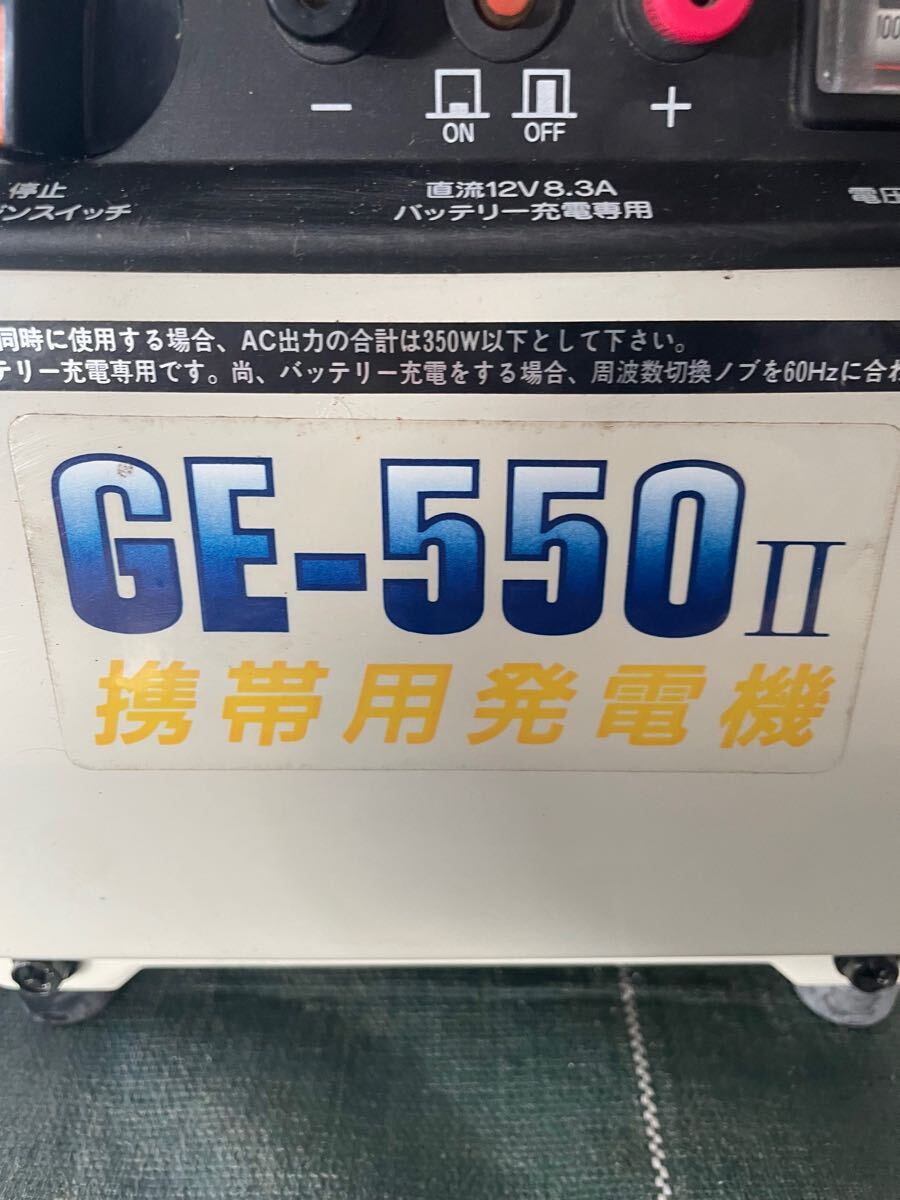 100
− ON OFF +
停止
直流12V8.3A
ンスイッチ
バッテリー充電専用
電圧
同時に使用する場合、AC出力の合計は350W以下として下さい。
テリー充電専用です。尚、バッテリー充電をする場合、周波数切換ノブを60Hzに合わ
GE-550 II
携帯用発電機